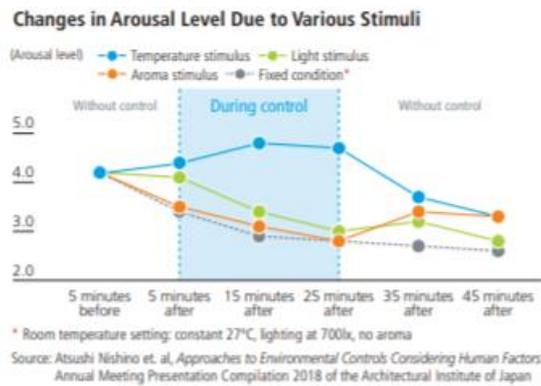 Changes in Arousal Level Due to Various Stimuli
(Arousal level) Temperature stimulus Light stimulus
Aroma stimulus Fixed condition*
Without control During control Without control
5.0
4.0
3.0
2.0
5 minutes before 5 minutes after 15 minutes after 25 minutes after 35 minutes after 45 minutes after
* Room temperature setting: constant 27°C, lighting at 700lx, no aroma
Source: Atsushi Nishino et. al, Approaches to Environmental Controls Considering Human Factors
Annual Meeting Presentation Compilation 2018 of the Architectural Institute of Japan